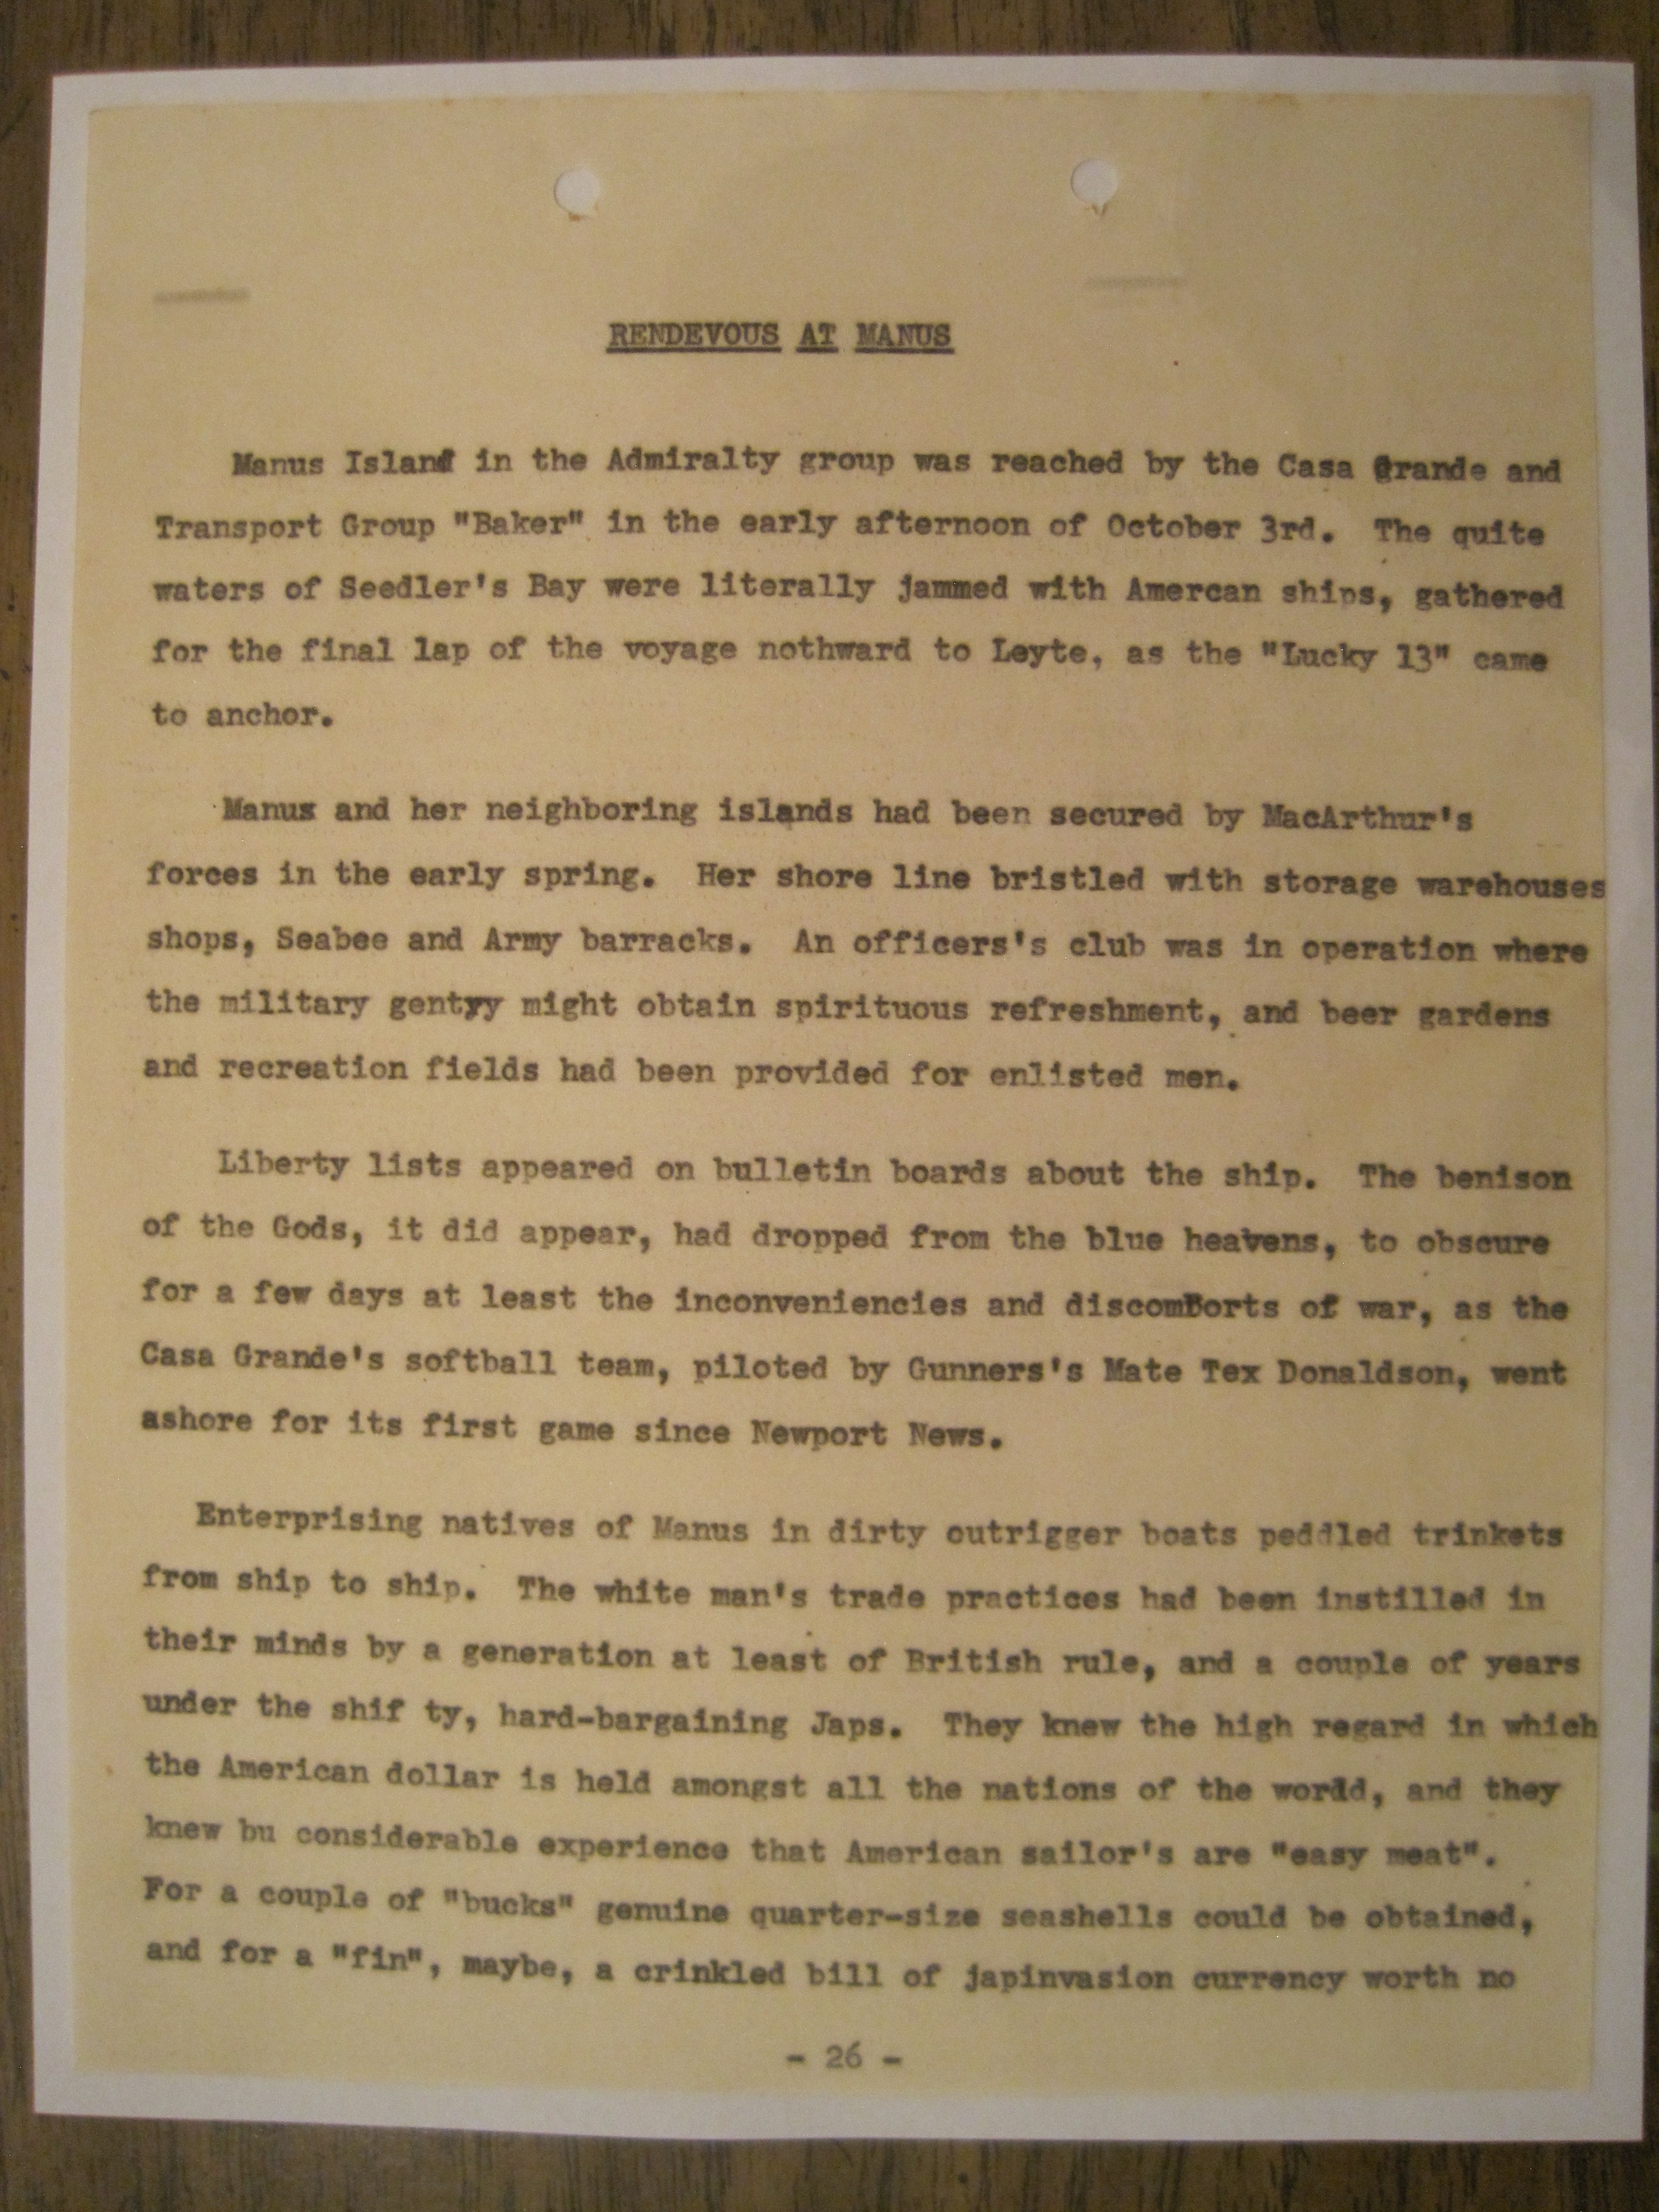 RENDEVOUS AT MANUS
Manus Island in the Admiralty group was reached by the Casa Grande and
Transport Group "Baker" in the early afternoon of October 3rd. The quite
waters of Seedler's Bay were literally jammed with Amercan ships, gathered
for the final lap of the voyage nothward to Leyte, as the "Lucky 13" came
to anchor.
Manus and her neighboring islands had been secured by MacArthur's
forces in the early spring. Her shore line bristled with storage warehouses
shops, Seabee and Army barracks. An officers's club was in operation where
the military gentyy might obtain spirituous refreshment, and beer gardens
and recreation fields had been provided for enlisted men.
Liberty lists appeared on bulletin boards about the ship. The benison
of the Gods, it did appear, had dropped from the blue heavens, to obscure
for a few days at least the inconveniencies and discomforts of war, as the
Casa Grande's softball team, piloted by Gunners's Mate Tex Donaldson, went
ashore for its first game since Newport News.
Enterprising natives of Manus in dirty outrigger boats peddled trinkets
from ship to ship. The white man's trade practices had been instilled in
their minds by a generation at least of British rule, and a couple of years
under the shif ty, hard-bargaining Japs. They knew the high regard in which
the American dollar is held amongst all the nations of the world, and they
knew bu considerable experience that American sailor's are "easy meat".
For a couple of "bucks" genuine quarter-size seashells could be obtained,
and for a "fin", maybe, a crinkled bill of japinvasion currency worth no
- 26 -